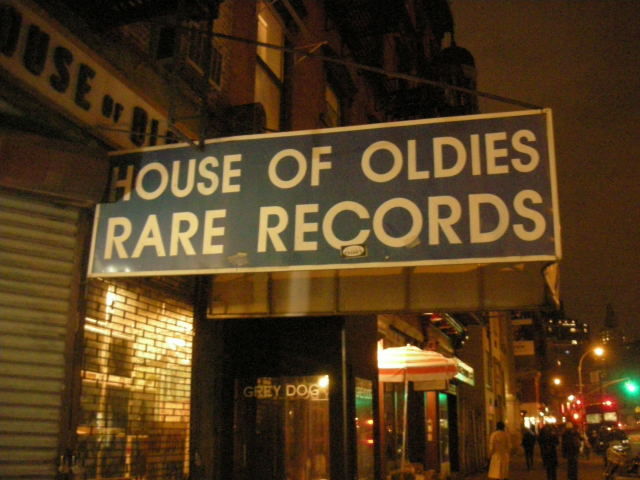 HOUSE OF OLDIES
RARE RECORDS
GREY DOG